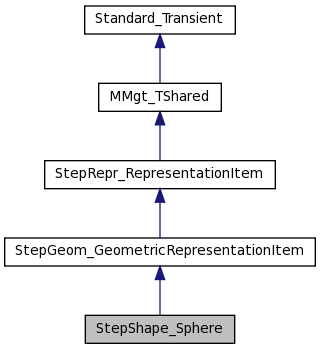 Standard_Transient
MMgt_TShared
StepRepr_RepresentationItem
StepGeom_GeometricRepresentationItem
StepShape_Sphere